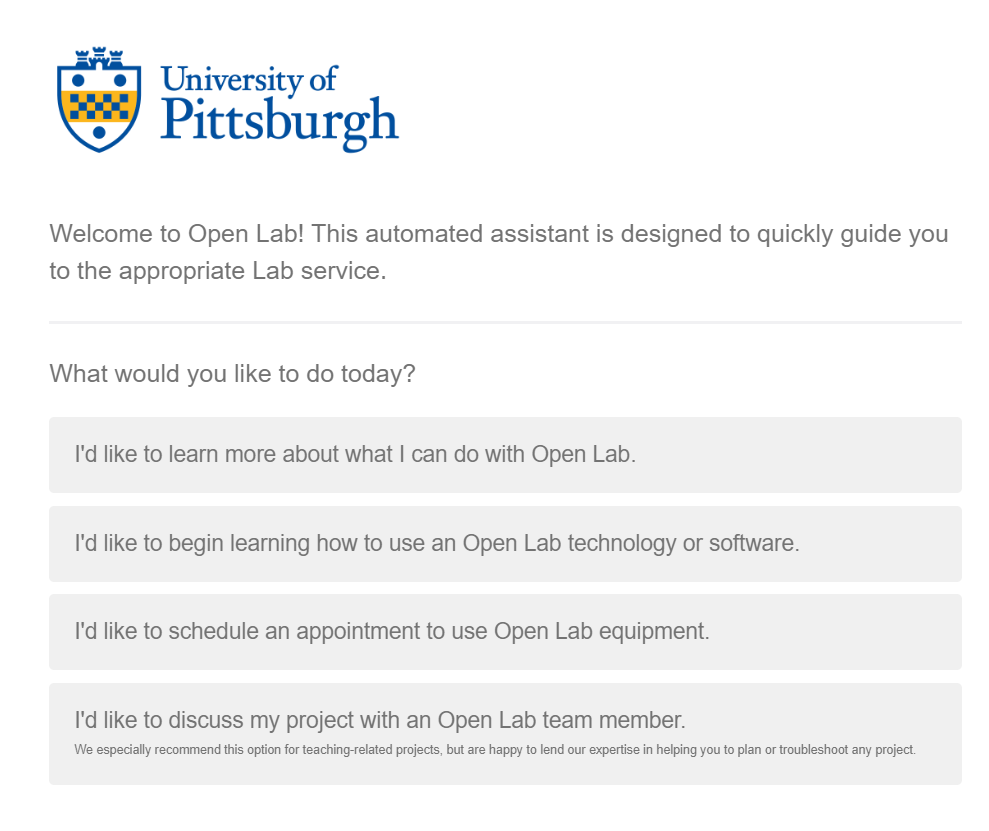 University of
Pittsburgh
Welcome to Open Lab! This automated assistant is designed to quickly guide you
to the appropriate Lab service.
What would you like to do today?
I'd like to learn more about what I can do with Open Lab.
I'd like to begin learning how to use an Open Lab technology or software.
I'd like to schedule an appointment to use Open Lab equipment.
I'd like to discuss my project with an Open Lab team member.
We especially recommend this option for teaching-related projects, but are happy to lend our expertise in helping you to plan or troubleshoot any project.